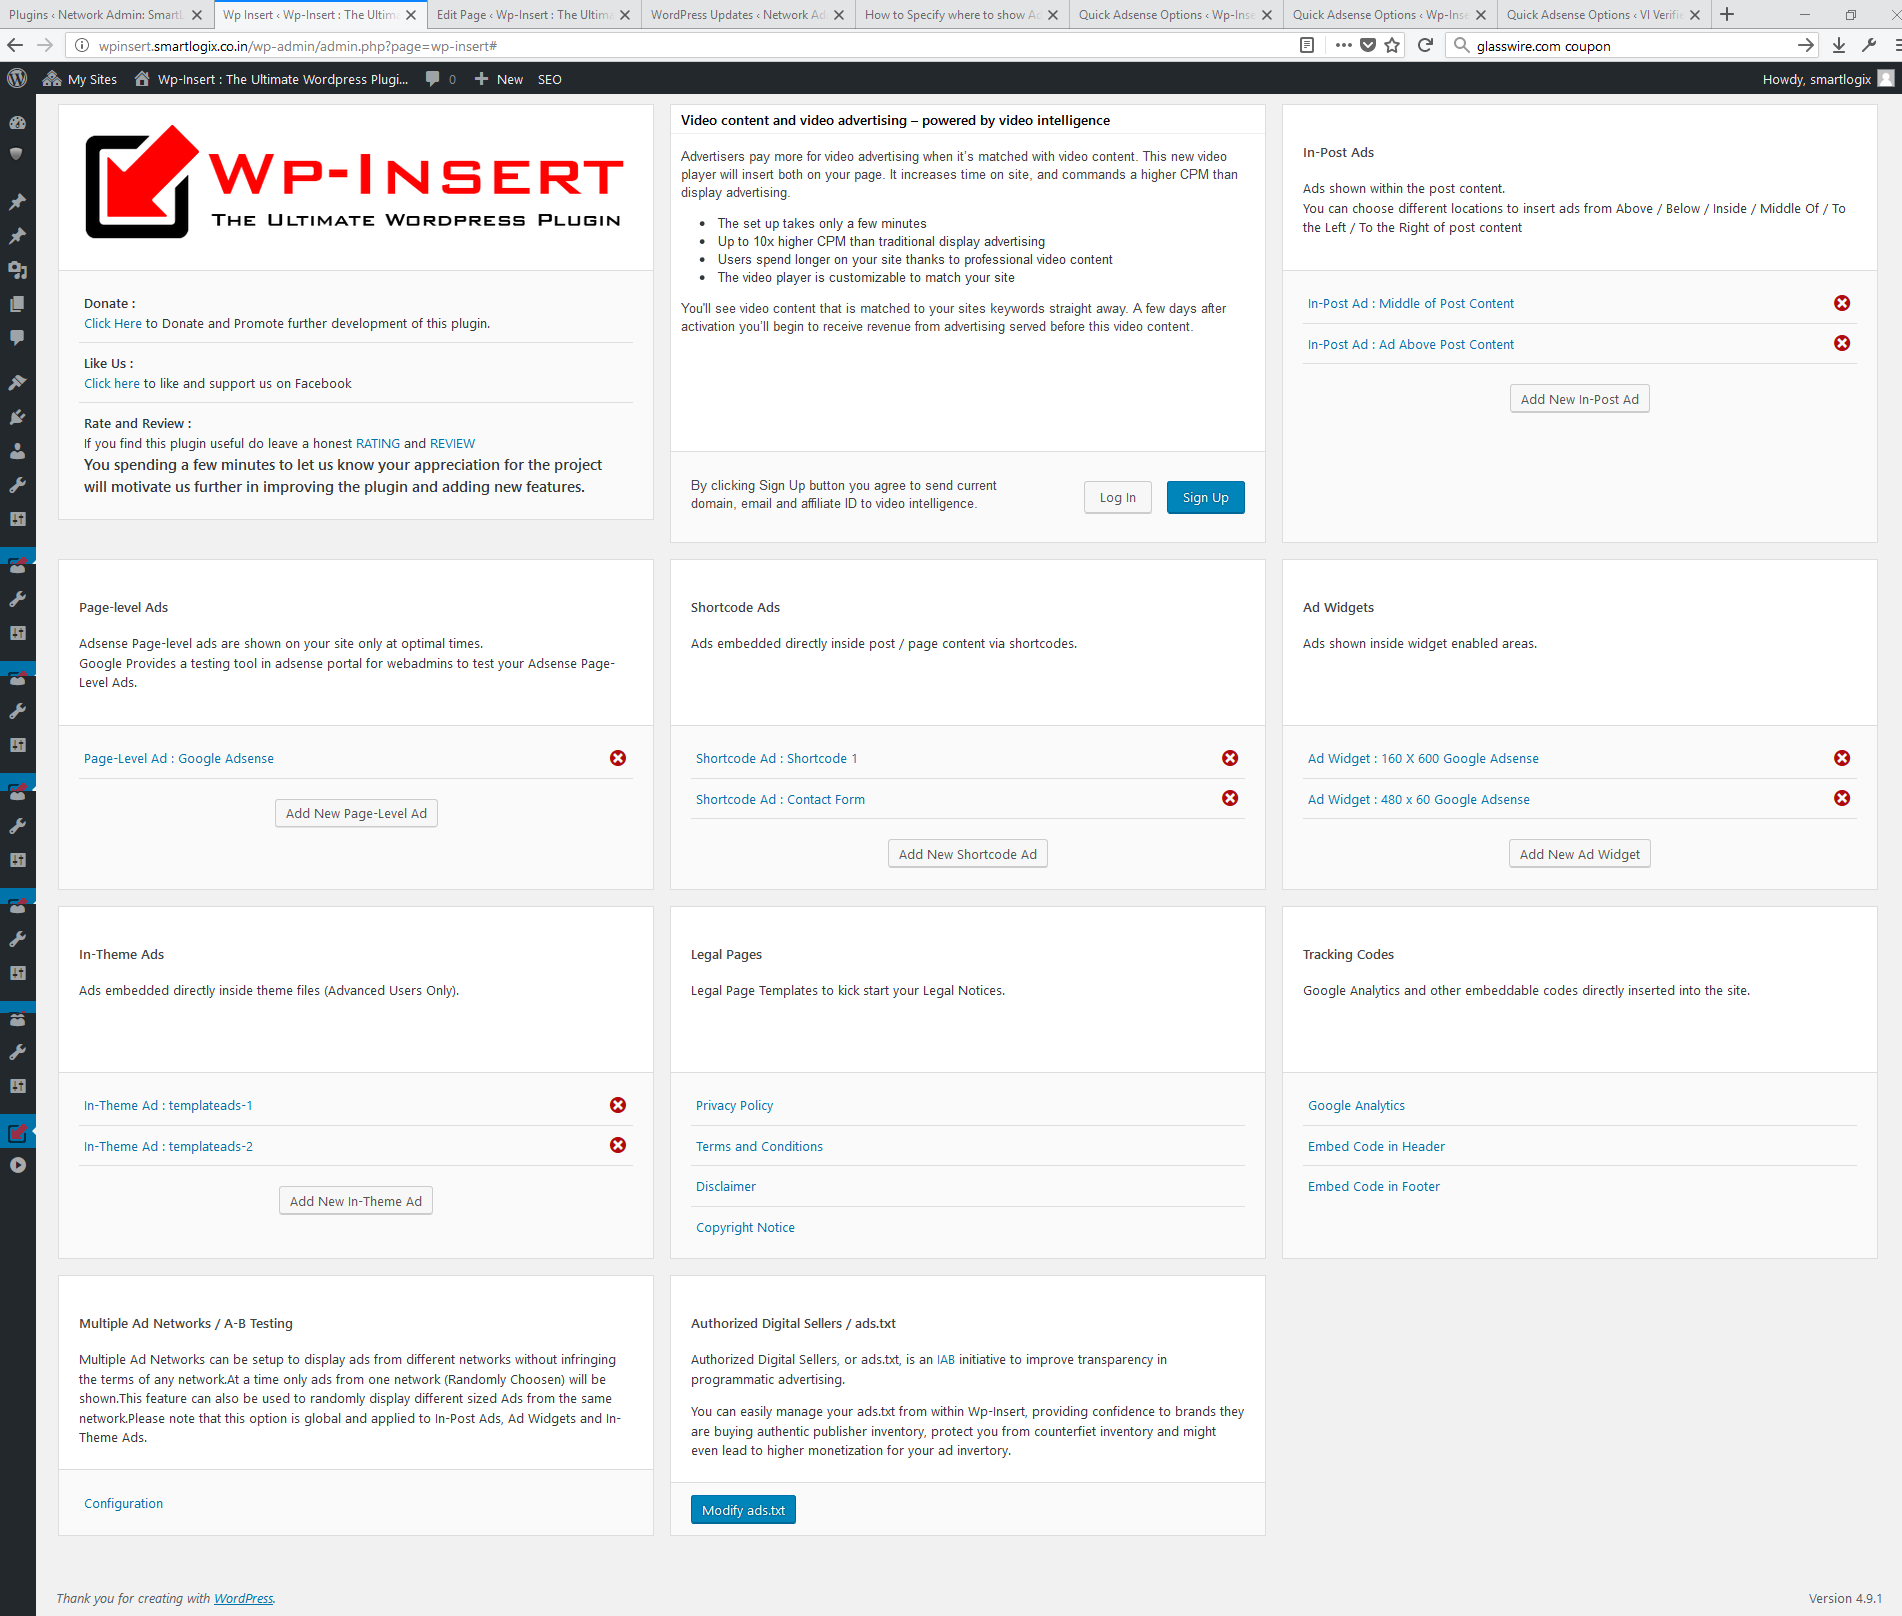 Plugins ‹ Network Admin: SmartL
Wp Insert ‹ Wp-Insert : The Ultima
Edit Page ‹ Wp-Insert : The Ultima
WordPress Updates ‹ Network Ad
How to Specify where to show Ad
Quick Adsense Options ‹ Wp-Inse
Quick Adsense Options ‹ Wp-Inse
Quick Adsense Options ‹ VI Verifi
wpinsert.smartlogix.co.in/wp-admin/admin.php?page=wp-insert#
glasswire.com coupon
My Sites
Wp-Insert : The Ultimate Wordpress Plugi...
0
New
SEO
Howdy, smartlogix
WP-INSERT
THE ULTIMATE WORDPRESS PLUGIN
Donate :
Click Here to Donate and Promote further development of this plugin.
Like Us :
Click here to like and support us on Facebook
Rate and Review :
If you find this plugin useful do leave a honest RATING and REVIEW
You spending a few minutes to let us know your appreciation for the project
will motivate us further in improving the plugin and adding new features.
Video content and video advertising – powered by video intelligence
Advertisers pay more for video advertising when it's matched with video content. This new video
player will insert both on your page. It increases time on site, and commands a higher CPM than
display advertising.
• The set up takes only a few minutes
• Up to 10x higher CPM than traditional display advertising
• Users spend longer on your site thanks to professional video content
• The video player is customizable to match your site
You'll see video content that is matched to your sites keywords straight away. A few days after
activation you'll begin to receive revenue from advertising served before this video content.
By clicking Sign Up button you agree to send current
domain, email and affiliate ID to video intelligence.
Log In
Sign Up
In-Post Ads
Ads shown within the post content.
You can choose different locations to insert ads from Above / Below / Inside / Middle Of / To
the Left / To the Right of post content
In-Post Ad : Middle of Post Content
In-Post Ad : Ad Above Post Content
Add New In-Post Ad
Page-level Ads
Adsense Page-level ads are shown on your site only at optimal times.
Google Provides a testing tool in adsense portal for webadmins to test your Adsense Page-
Level Ads.
Page-Level Ad : Google Adsense
Add New Page-Level Ad
Shortcode Ads
Ads embedded directly inside post / page content via shortcodes.
Shortcode Ad : Shortcode 1
Shortcode Ad : Contact Form
Add New Shortcode Ad
Ad Widgets
Ads shown inside widget enabled areas.
Ad Widget : 160 X 600 Google Adsense
Ad Widget : 480 x 60 Google Adsense
Add New Ad Widget
In-Theme Ads
Ads embedded directly inside theme files (Advanced Users Only).
In-Theme Ad : templateads-1
In-Theme Ad : templateads-2
Add New In-Theme Ad
Legal Pages
Legal Page Templates to kick start your Legal Notices.
Privacy Policy
Terms and Conditions
Disclaimer
Copyright Notice
Tracking Codes
Google Analytics and other embeddable codes directly inserted into the site.
Google Analytics
Embed Code in Header
Embed Code in Footer
Multiple Ad Networks / A-B Testing
Multiple Ad Networks can be setup to display ads from different networks without infringing
the terms of any network.At a time only ads from one network (Randomly Choosen) will be
shown.This feature can also be used to randomly display different sized Ads from the same
network.Please note that this option is global and applied to In-Post Ads, Ad Widgets and In-
Theme Ads.
Configuration
Authorized Digital Sellers / ads.txt
Authorized Digital Sellers, or ads.txt, is an IAB initiative to improve transparency in
programmatic advertising.
You can easily manage your ads.txt from within Wp-Insert, providing confidence to brands they
are buying authentic publisher inventory, protect you from counterfiet inventory and might
even lead to higher monetization for your ad invertory.
Modify ads.txt
Thank you for creating with WordPress.
Version 4.9.1